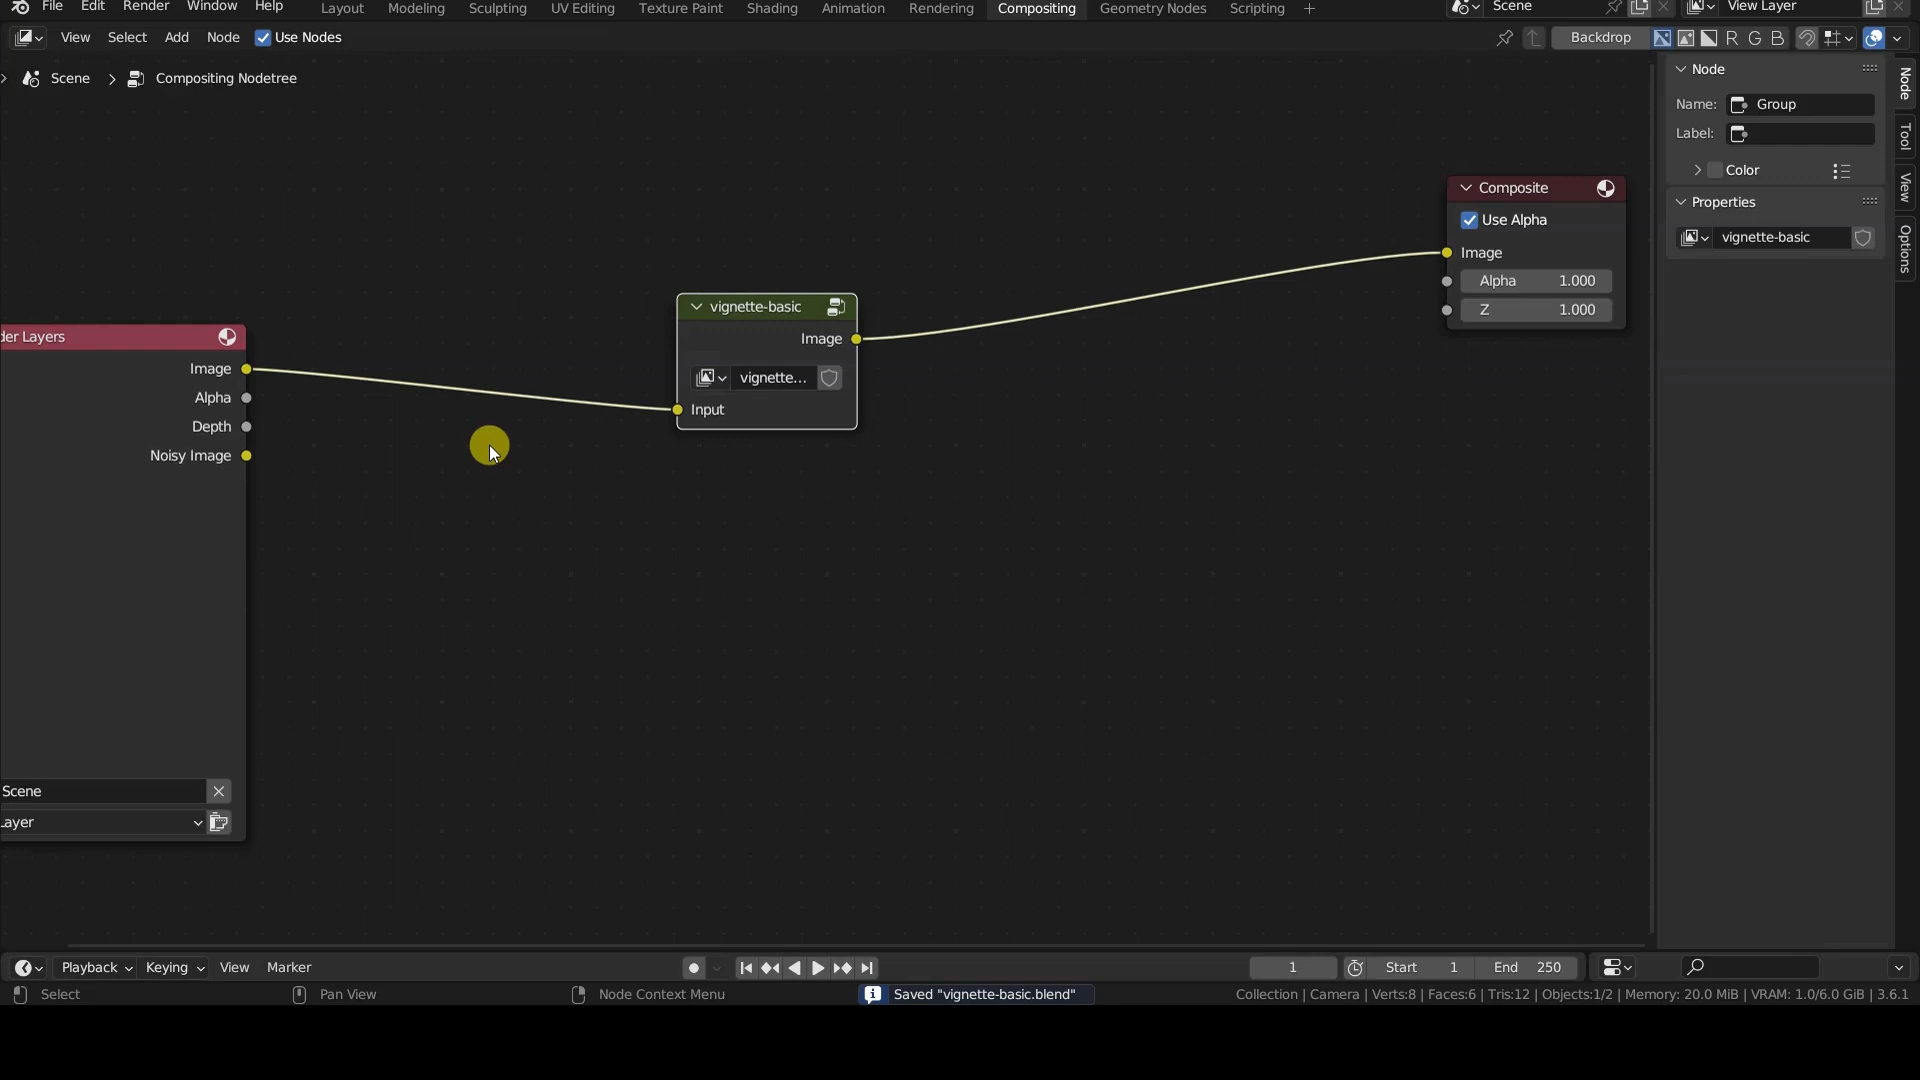 File Edit Render Window Help Layout Modeling Sculpting UV Editing Texture Paint Shading Animation Rendering Compositing Geometry Nodes Scripting + Scene View Layer
View Select Add Node Use Nodes Backdrop R G B
Scene > Compositing Nodetree
Node
Name: Group
Label:
Color
Properties
vignette-basic
Node
Tool
View
Options
Composite
Use Alpha
Image
Alpha 1.000
Z 1.000
vignette-basic
Image
vignette...
Input
der Layers
Image
Alpha
Depth
Noisy Image
Scene
Layer
Playback Keying View Marker 1 Start 1 End 250
Select Pan View Node Context Menu Saved "vignette-basic.blend" Collection | Camera | Verts:8 | Faces:6 | Tris:12 | Objects:1/2 | Memory: 20.0 MiB | VRAM: 1.0/6.0 GiB | 3.6.1